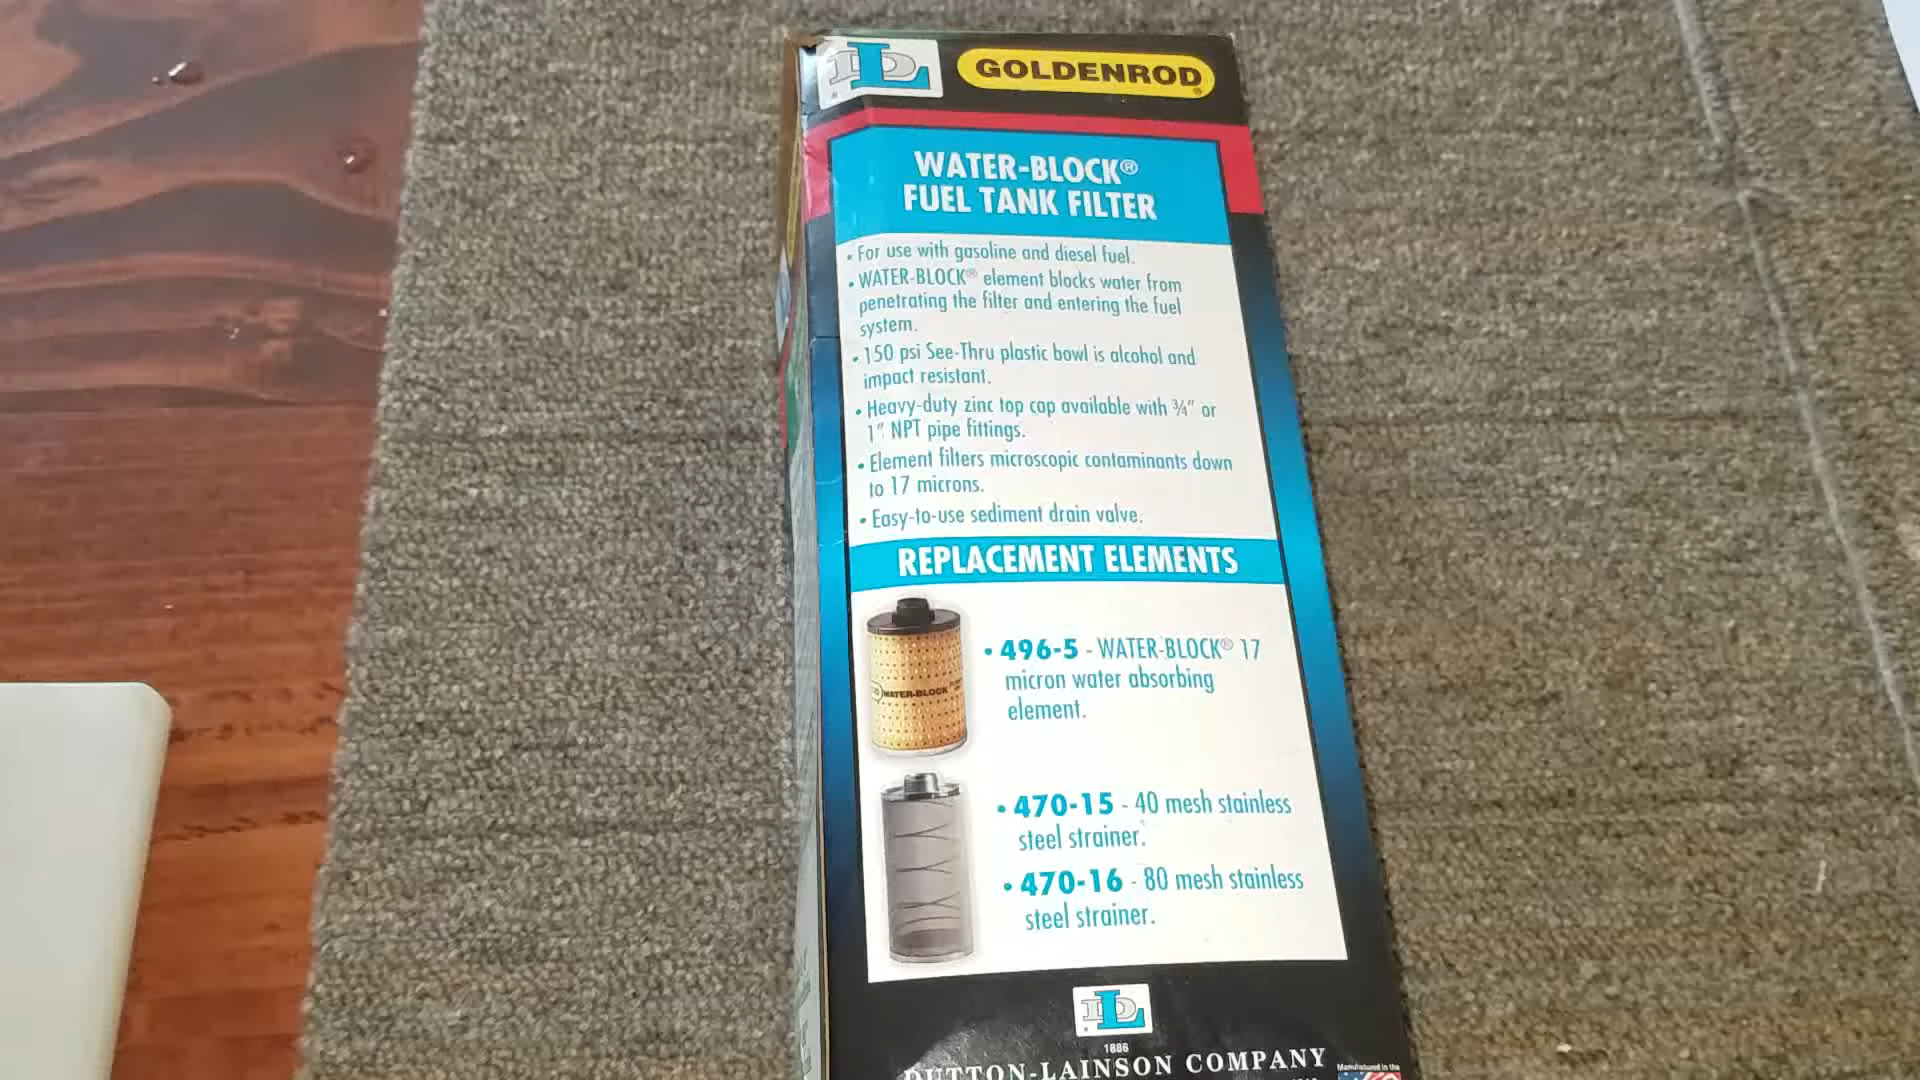 DL
GOLDENROD®
WATER-BLOCK®
FUEL TANK FILTER
• For use with gasoline and diesel fuel.
• WATER-BLOCK® element blocks water from
penetrating the filter and entering the fuel
system.
• 150 psi See-Thru plastic bowl is alcohol and
impact resistant.
• Heavy-duty zinc top cap available with ¾" or
1" NPT pipe fittings.
• Element filters microscopic contaminants down
to 17 microns.
• Easy-to-use sediment drain valve.
REPLACEMENT ELEMENTS
WATER-BLOCK
• 496-5 - WATER-BLOCK® 17
micron water absorbing
element.
• 470-15 - 40 mesh stainless
steel strainer.
• 470-16 - 80 mesh stainless
steel strainer.
DL
1886
DUTTON-LAINSON COMPANY
Manufactured in the